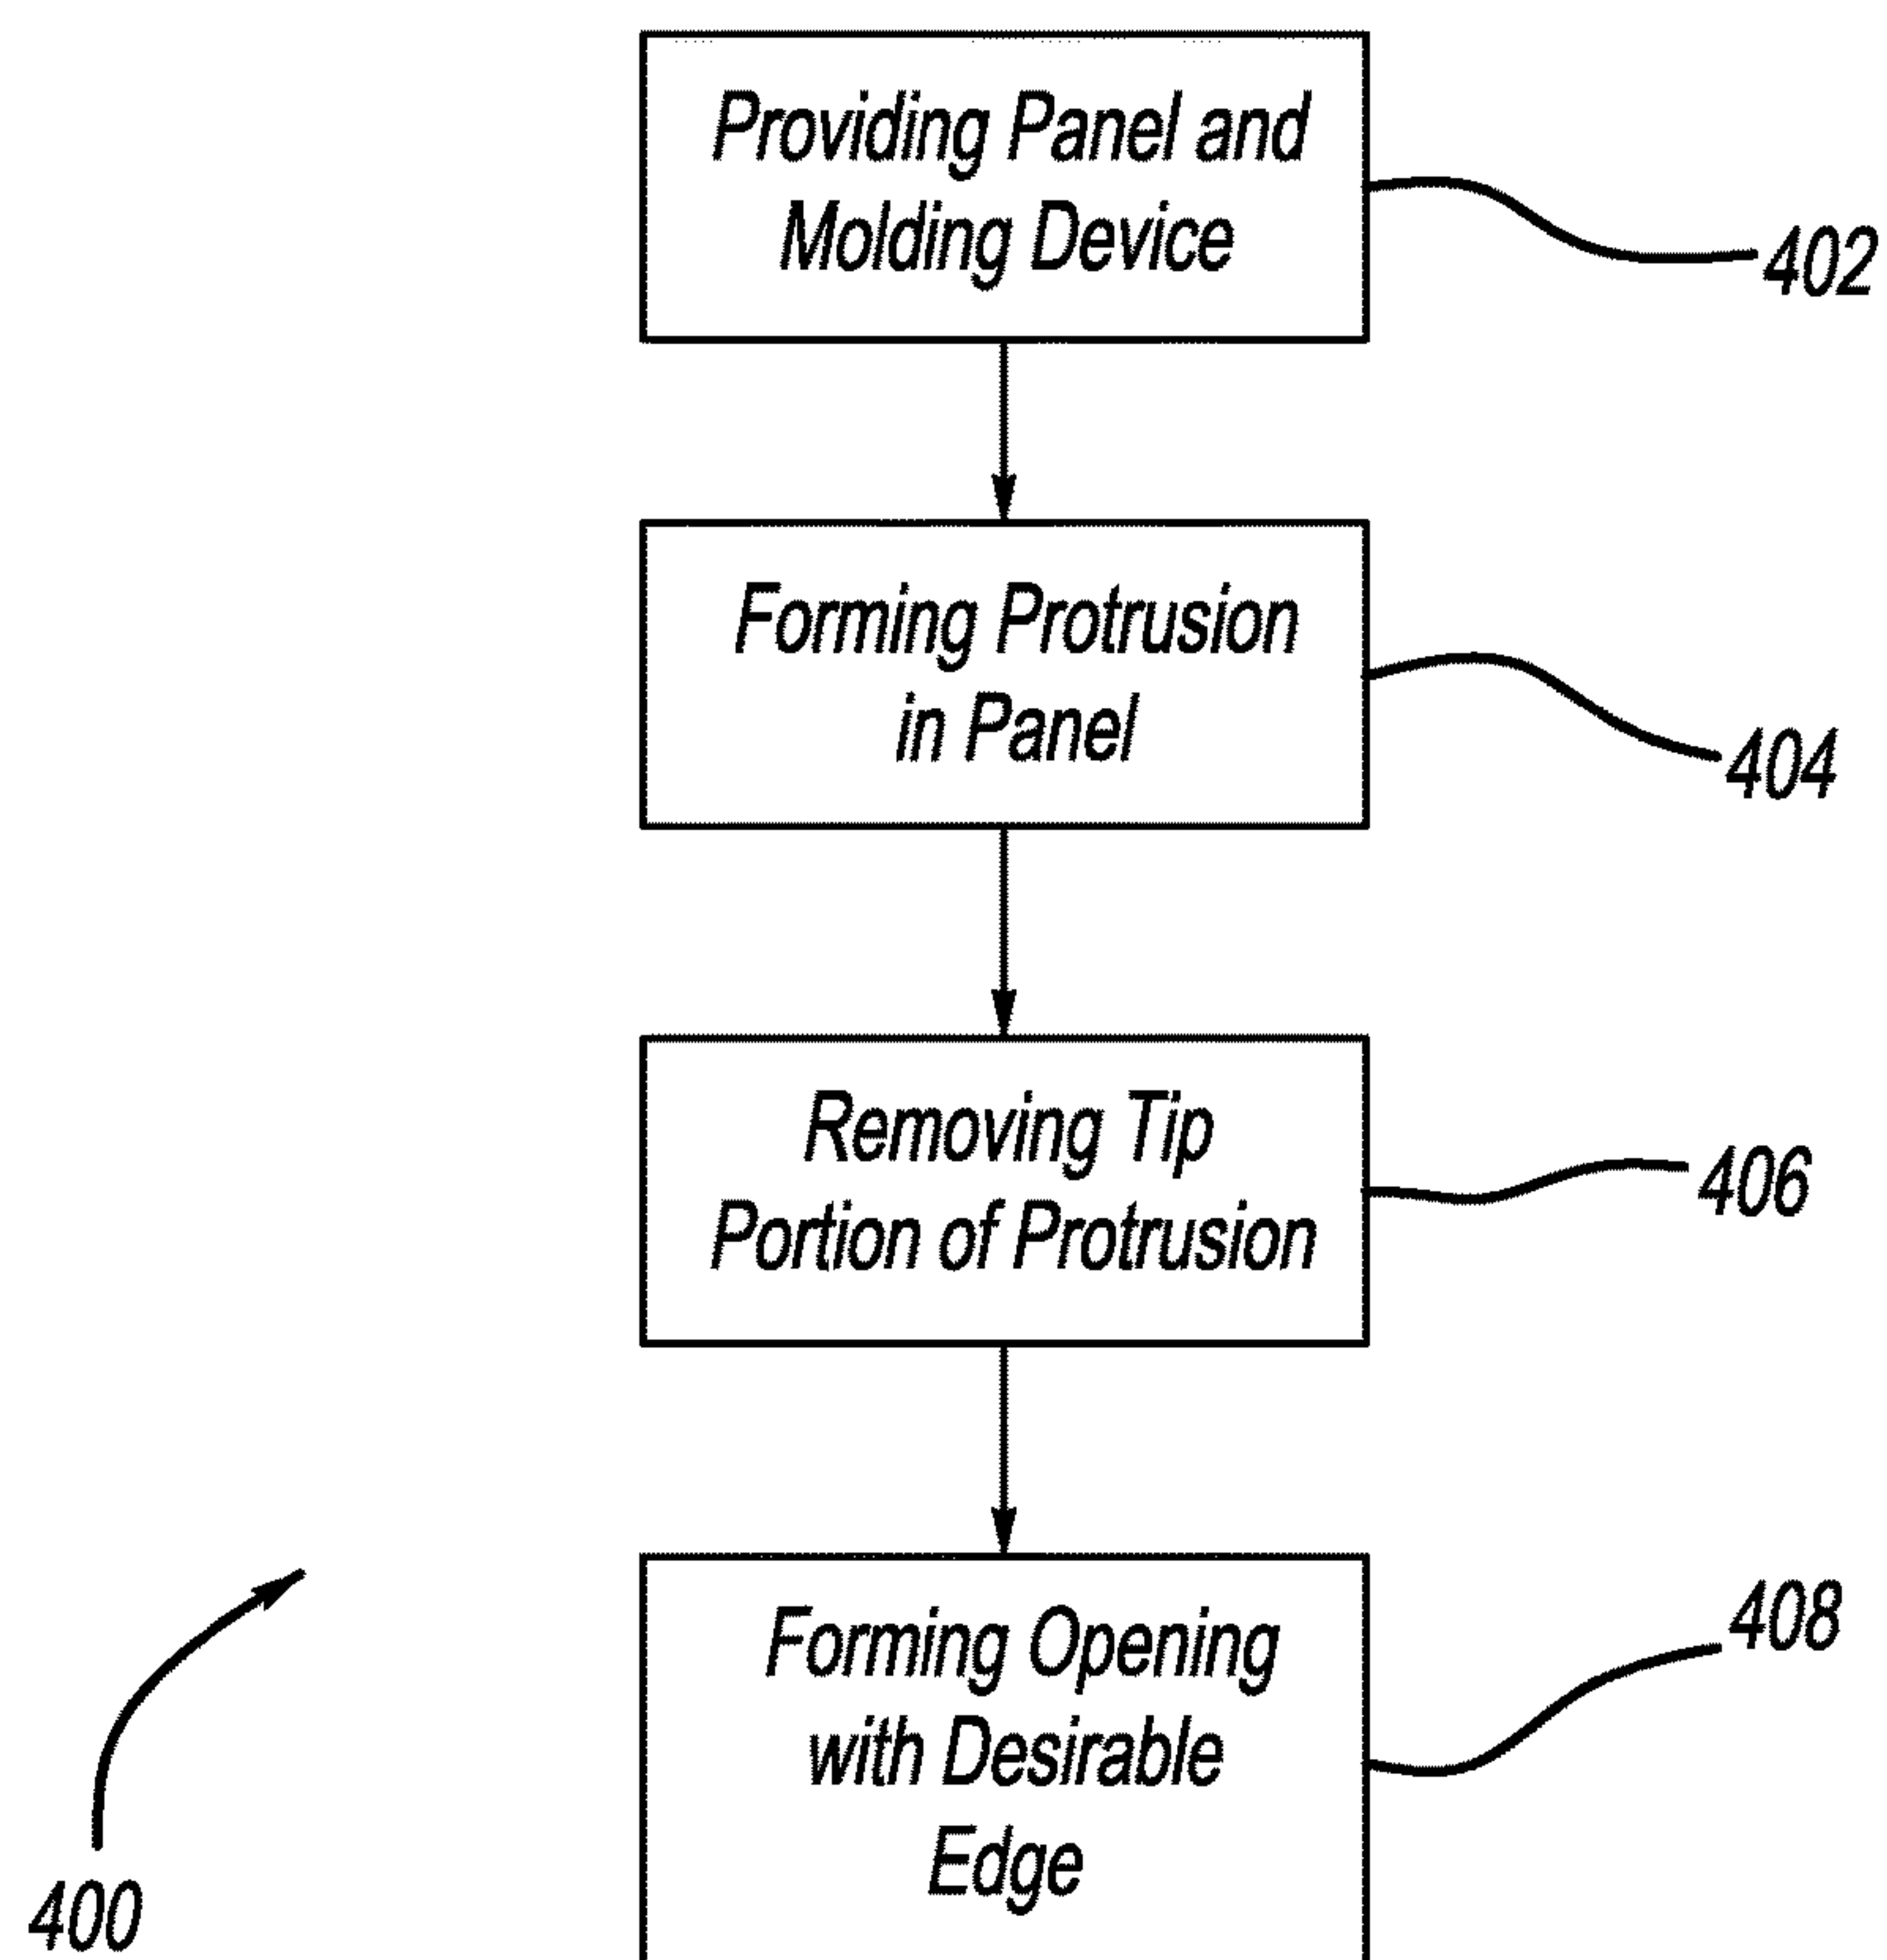 Providing Panel and
Molding Device
402
Forming Protrusion
in Panel
404
Removing Tip
Portion of Protrusion
406
Forming Opening
with Desirable
Edge
408
400